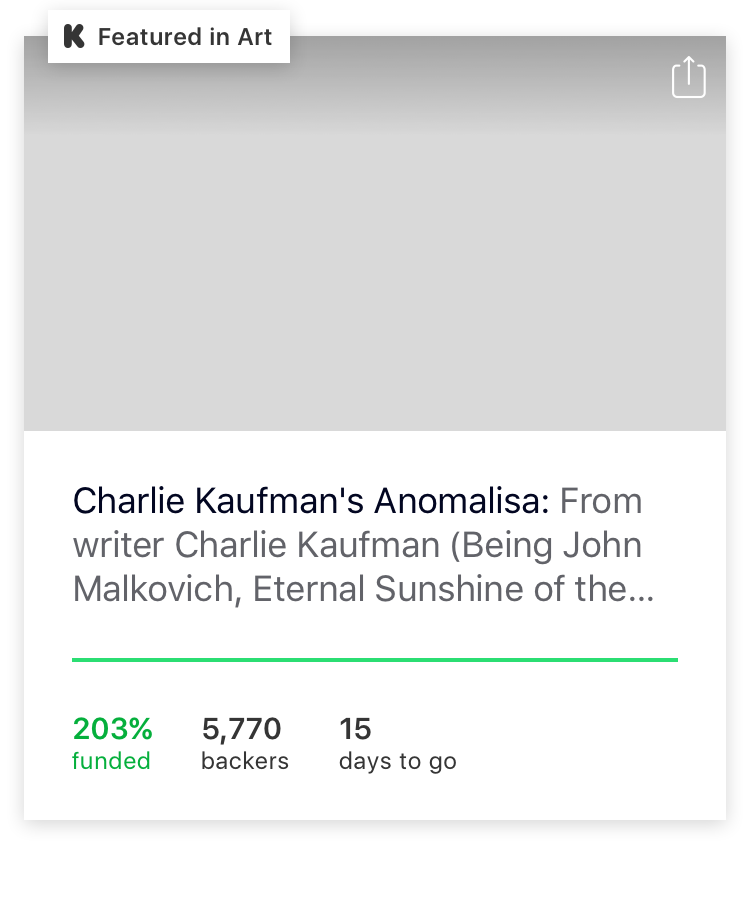 Featured in Art
Charlie Kaufman's Anomalisa: From
writer Charlie Kaufman (Being John
Malkovich, Eternal Sunshine of the...
203% 5,770 15
funded backers days to go